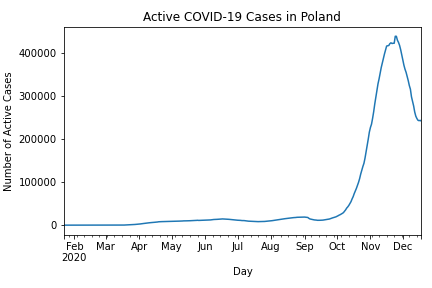 Active COVID-19 Cases in Poland
Number of Active Cases
400000
300000
200000
100000
0
Feb Mar Apr May Jun Jul Aug Sep Oct Nov Dec
2020
Day